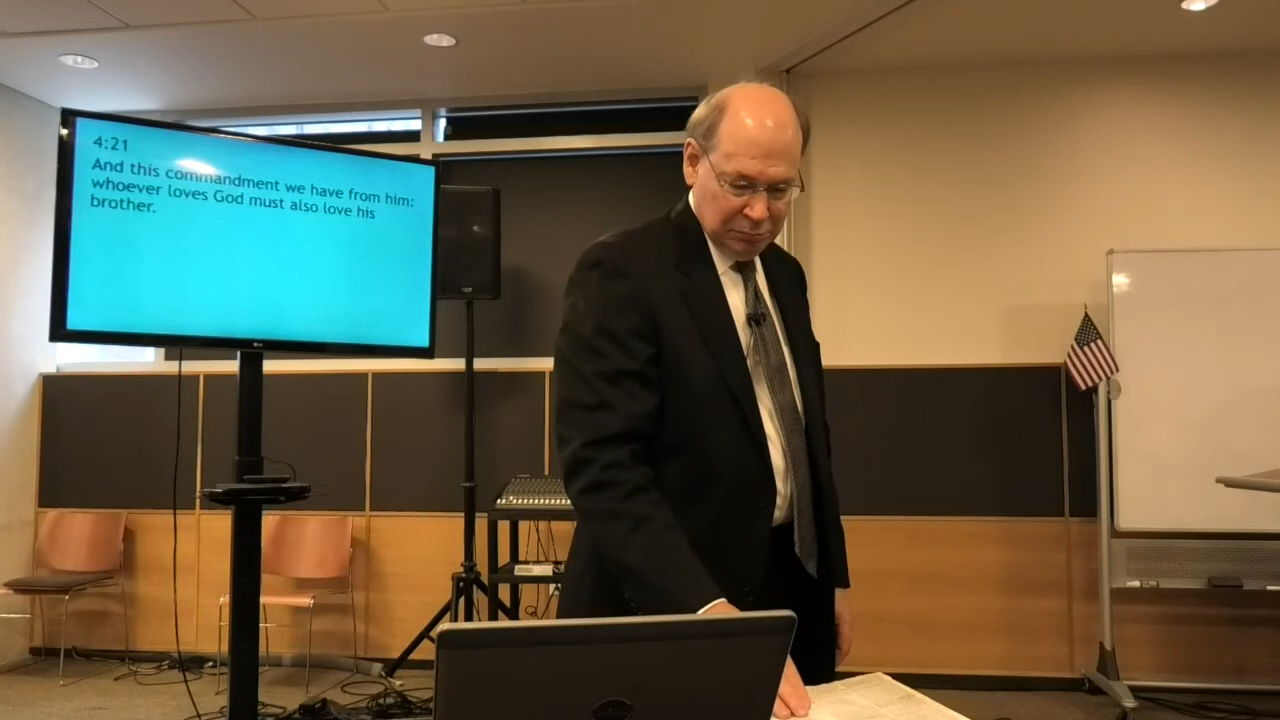 4:21
And this commandment we have from him:
whoever loves God must also love his
brother.